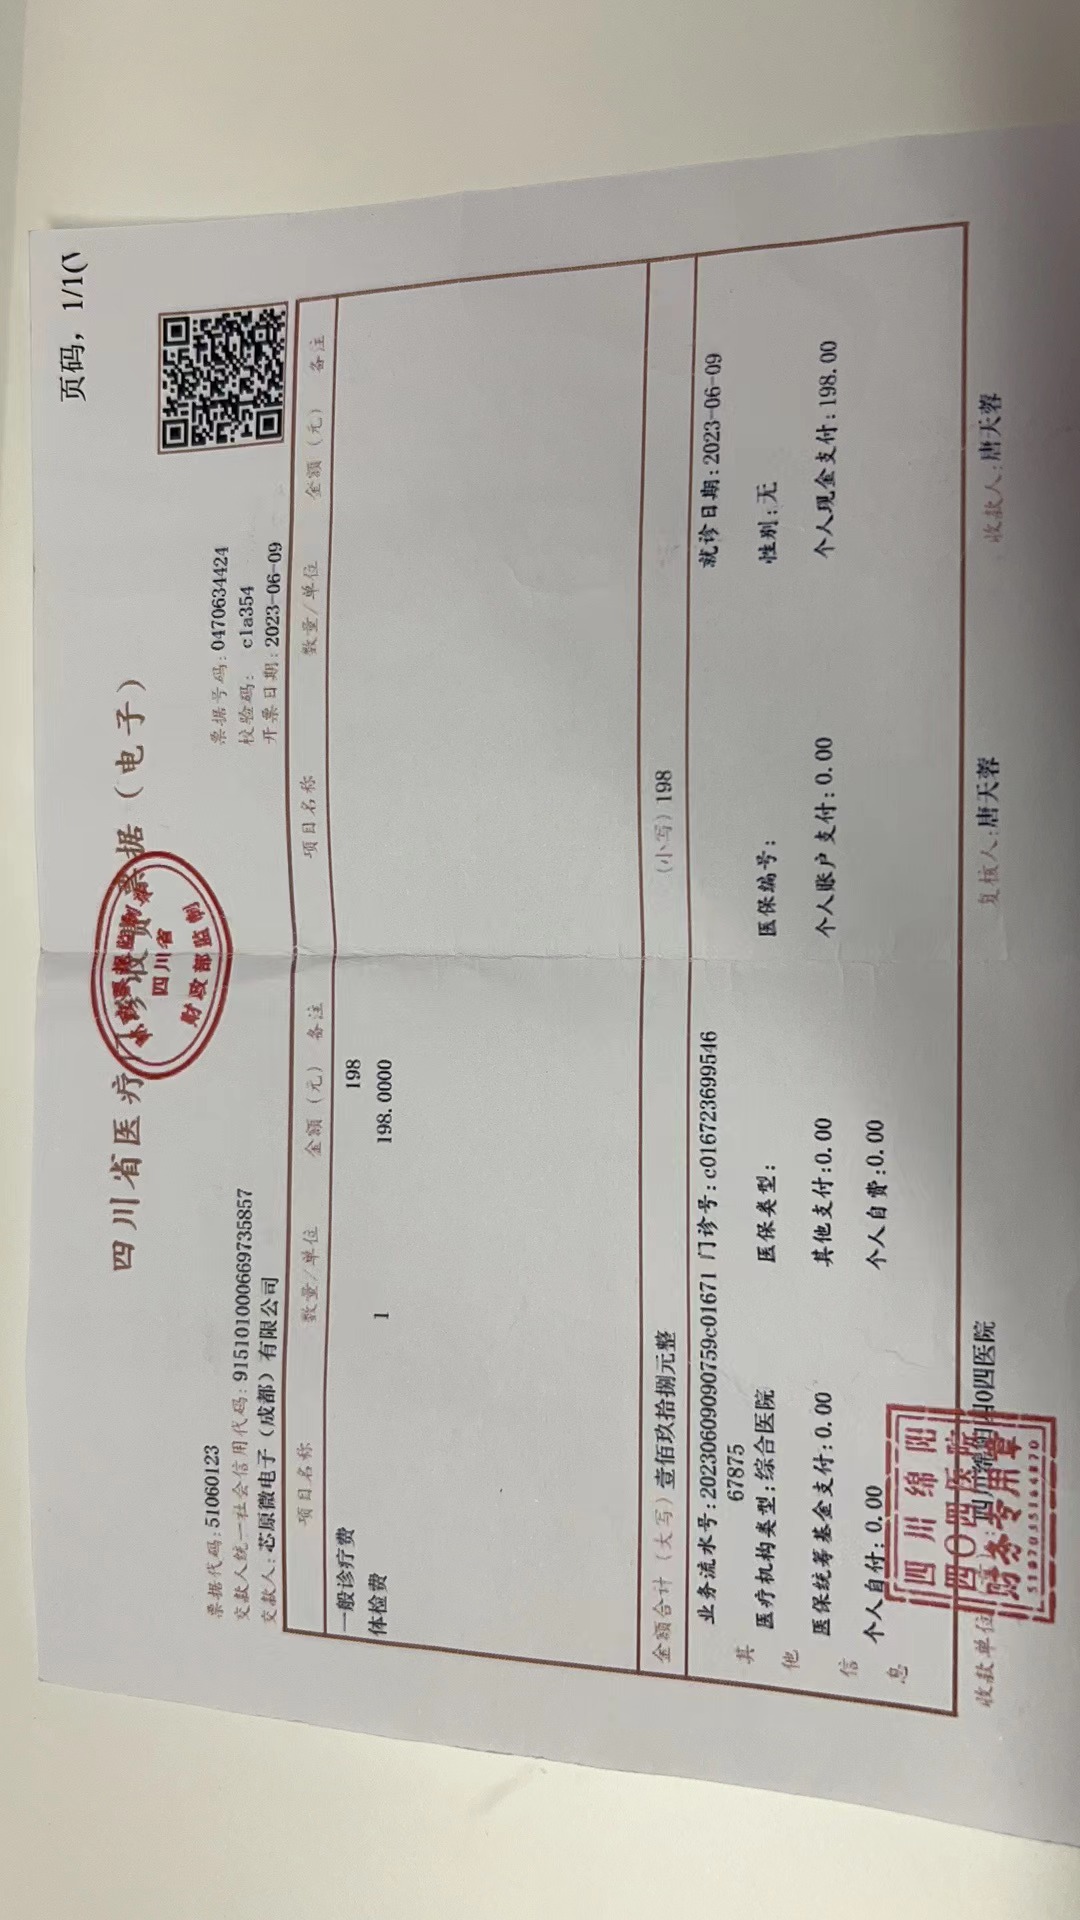 页码，1/1(
四川省医疗门诊收费票据（电子）
四川省
财政部监制
票据代码:51060123
票据号码:0470634424
交款人统一社会信用代码:915101000669735857
校验码: c1a354
交款人:芯原微电子（成都）有限公司
开票日期:2023-06-09
项目名称 数量/单位 金额（元） 备注 项目名称 数量/单位 金额（元） 备注
一般诊疗费 198
体检费 1 198.0000
金额合计（大写）壹佰玖拾捌元整 （小写）198
其他信息
业务流水号:20230609090759c01671 门诊号:c016723699546 就诊日期:2023-06-09
67875
医疗机构类型:综合医院 医保类型: 医保编号: 性别:无
医保统筹基金支付:0.00 其他支付:0.00 个人账户支付:0.00 个人现金支付:198.00
个人自付:0.00 个人自费:0.00
收款单位 四川绵阳四0四医院 复核人:唐天蓉 收款人:唐天蓉
四川绵阳
四〇四医院
财务专用章